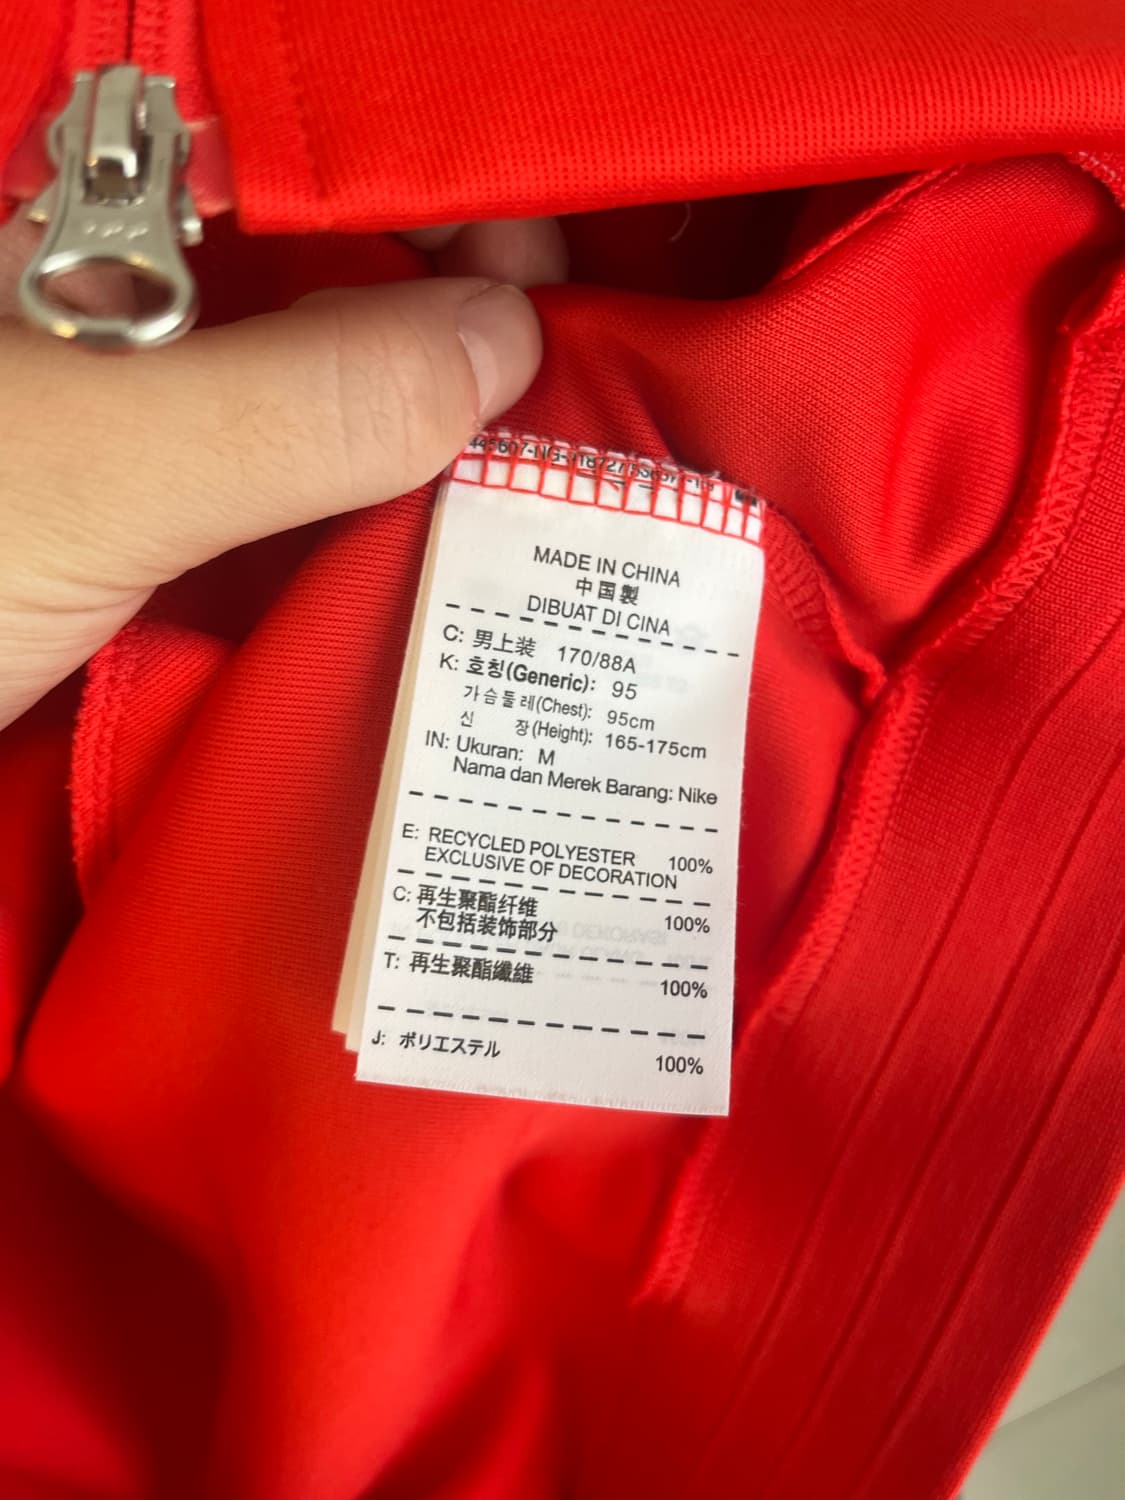 MADE IN CHINA
中国製
DIBUAT DI CINA
C: 男上装 170/88A
K: 호칭(Generic): 95
가슴둘레(Chest): 95cm
신 장(Height): 165-175cm
IN: Ukuran: M
Nama dan Merek Barang: Nike
E: RECYCLED POLYESTER 100%
EXCLUSIVE OF DECORATION
C: 再生聚酯纤维 100%
不包括装饰部分
T: 再生聚酯纖維 100%
J: ポリエステル 100%